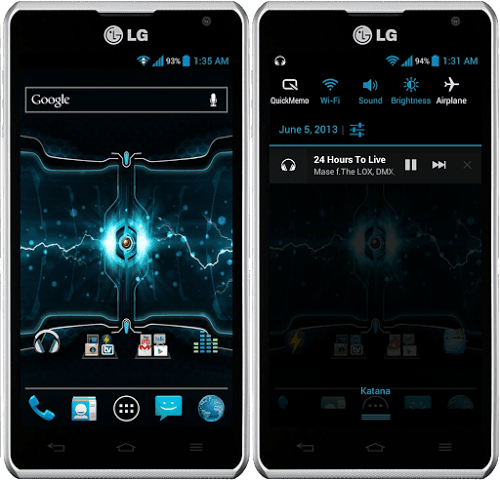 LG
93% 1:35 AM
Google
LG
94% 1:31 AM
QuickMemo Wi-Fi Sound Brightness Airplane
June 5, 2013 |
24 Hours To Live
Mase f.The LOX, DMX,
Katana